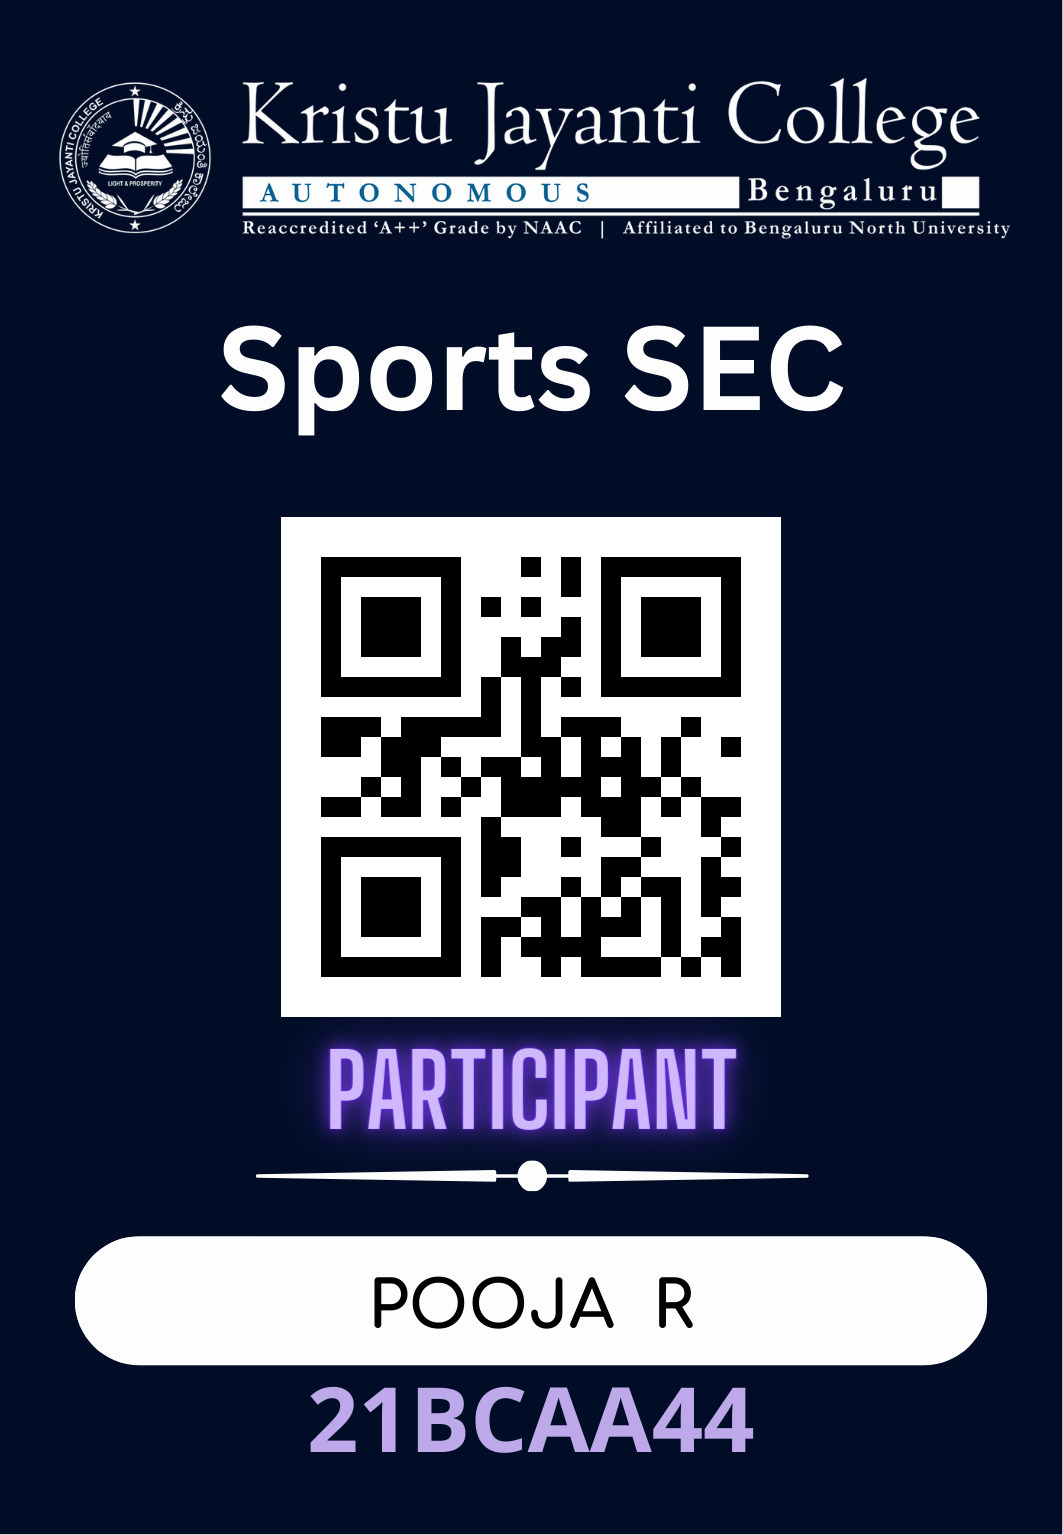 KRISTU JAYANTI COLLEGE
ಕ್ರಿಸ್ತು ಜಯಂತಿ ಕಾಲೇಜು
LIGHT & PROSPERITY
Kristu Jayanti College
AUTONOMOUS Bengaluru
Reaccredited ‘A++’ Grade by NAAC | Affiliated to Bengaluru North University
Sports SEC
PARTICIPANT
POOJA R
21BCAA44